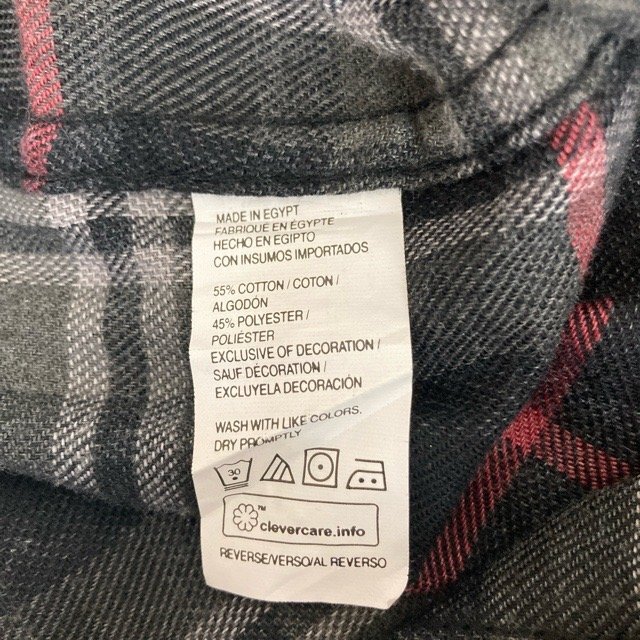 MADE IN EGYPT
FABRIQUE EN ÉGYPTE
HECHO EN EGIPTO
CON INSUMOS IMPORTADOS
55% COTTON / COTON /
ALGODÓN
45% POLYESTER /
POLIÉSTER
EXCLUSIVE OF DECORATION /
SAUF DÉCORATION /
EXCLUYELA DECORACIÓN
WASH WITH LIKE COLORS.
DRY PROMPTLY
30
™
clevercare.info
REVERSE/VERSO/AL REVERSO